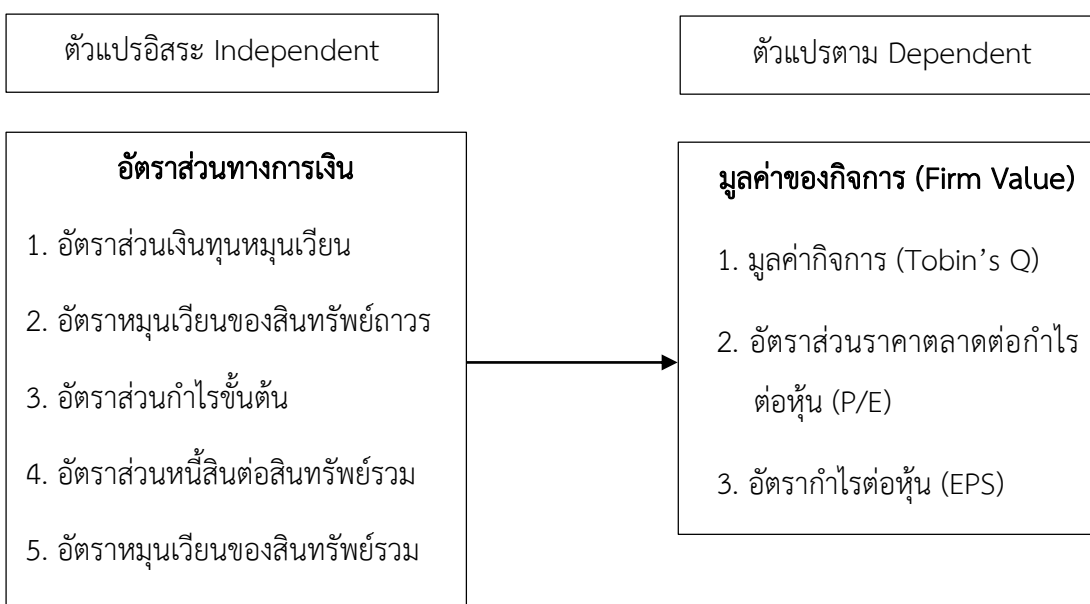 ตัวแปรอิสระ Independent
ตัวแปรตาม Dependent
อัตราส่วนทางการเงิน
1. อัตราส่วนเงินทุนหมุนเวียน
2. อัตราหมุนเวียนของสินทรัพย์ถาวร
3. อัตราส่วนกำไรขั้นต้น
4. อัตราส่วนหนี้สินต่อสินทรัพย์รวม
5. อัตราหมุนเวียนของสินทรัพย์รวม
มูลค่าของกิจการ (Firm Value)
1. มูลค่ากิจการ (Tobin’s Q)
2. อัตราส่วนราคาตลาดต่อกำไร
ต่อหุ้น (P/E)
3. อัตรากำไรต่อหุ้น (EPS)